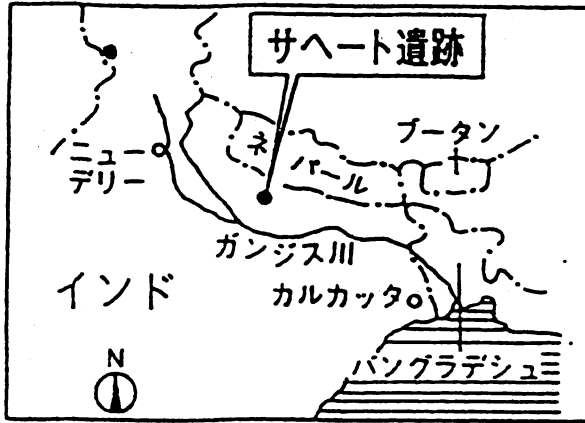 サヘート遺跡
ネパール
ブータン
ニュー
デリー
ガンジス川
インド
カルカッタ
バングラデシュ
N